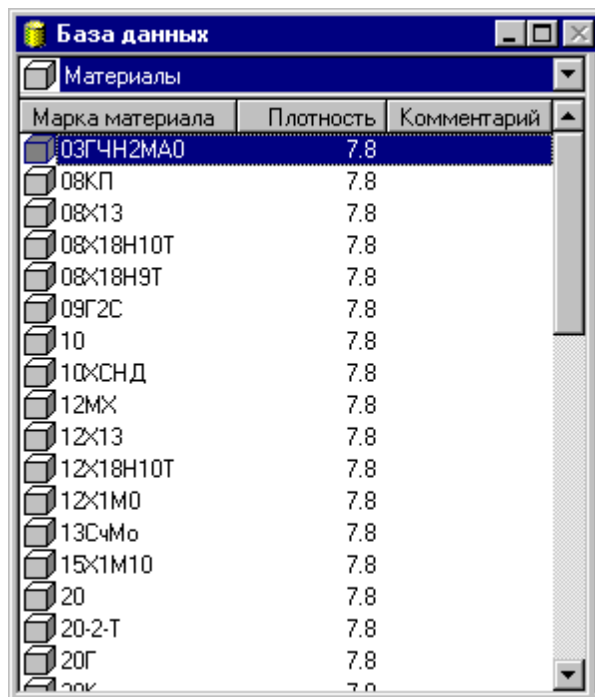 База данных
Материалы
Марка материала Плотность Комментарий
03ГЧН2МА0 7.8
08КП 7.8
08Х13 7.8
08Х18Н10Т 7.8
08Х18Н9Т 7.8
09Г2С 7.8
10 7.8
10ХСНД 7.8
12МХ 7.8
12Х13 7.8
12Х18Н10Т 7.8
12Х1М0 7.8
13СчМо 7.8
15Х1М10 7.8
20 7.8
20-2-Т 7.8
20Г 7.8
20К 7.8